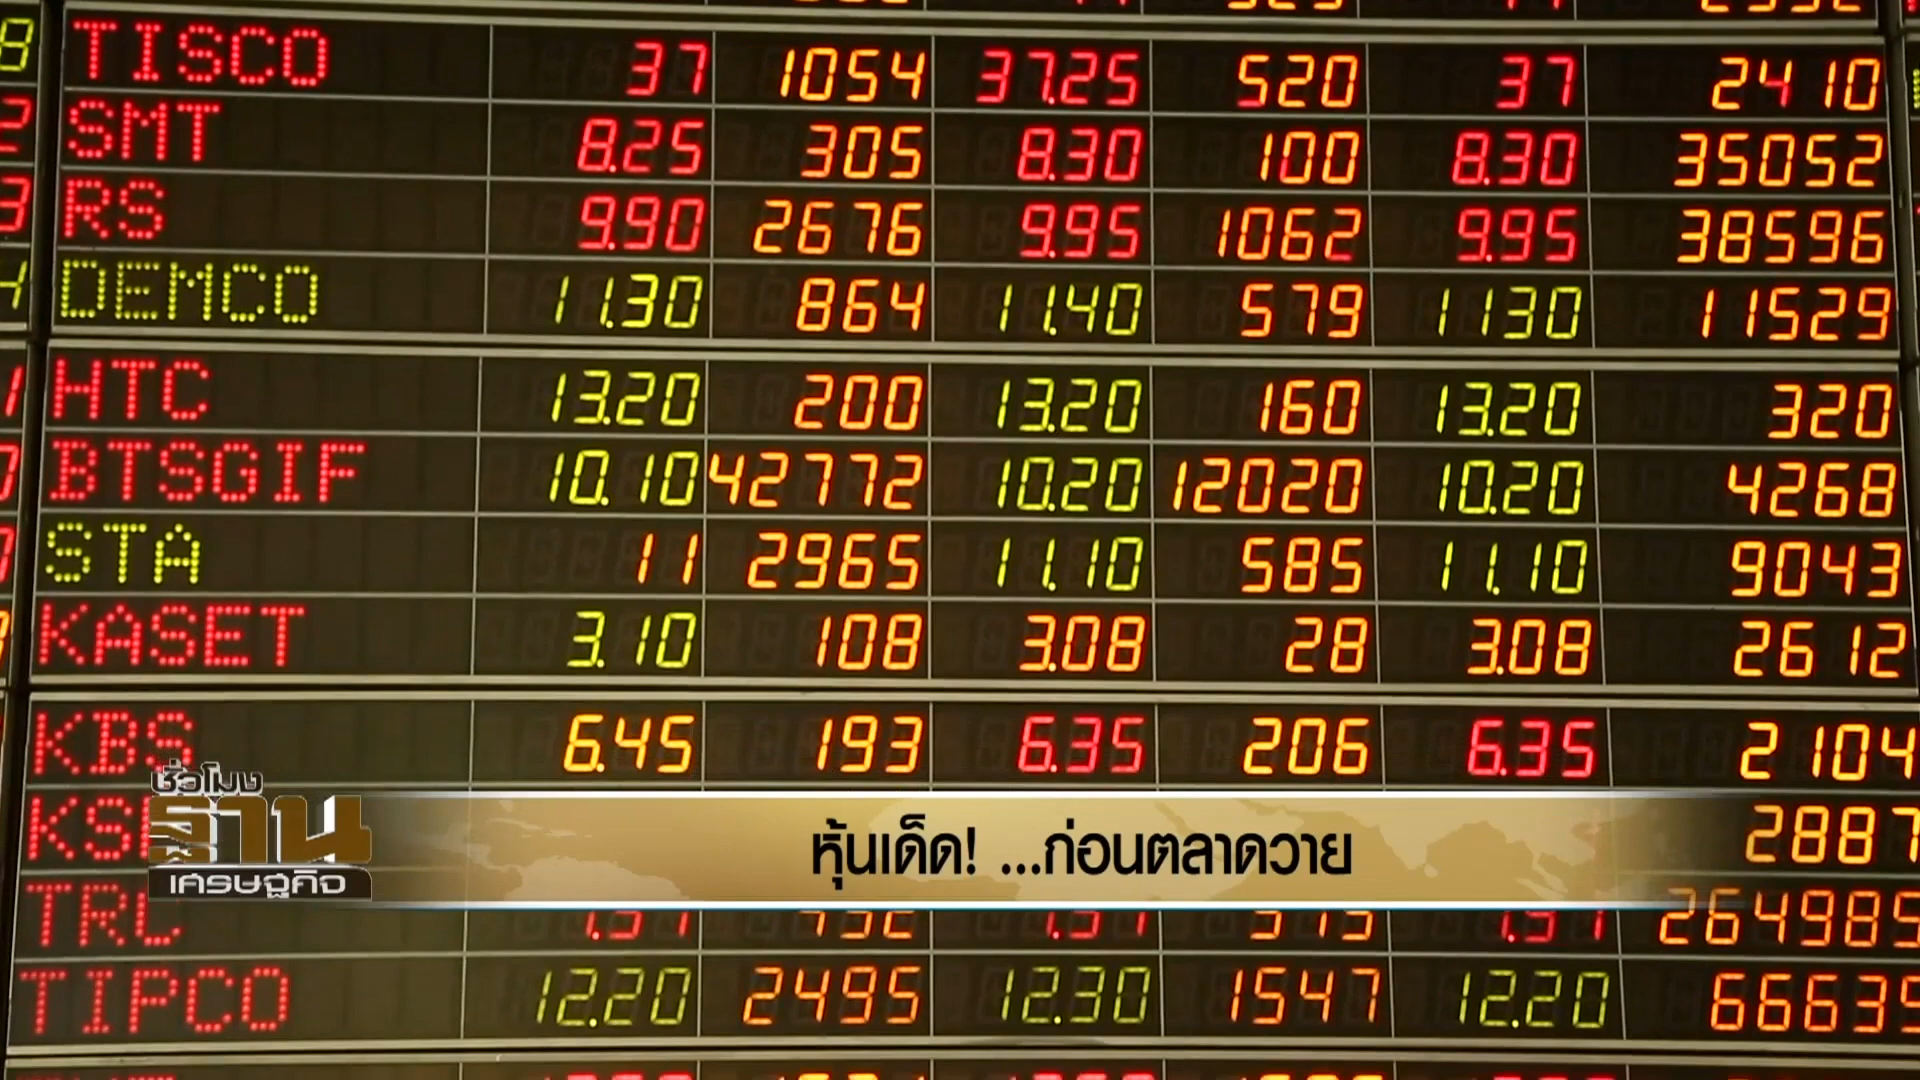 TISCO 37 1054 37.25 520 37 2410
SMT 8.25 305 8.30 100 8.30 35052
RS 9.90 2676 9.95 1062 9.95 38596
DEMCO 11.30 864 11.40 579 1130 11529
HTC 13.20 200 13.20 160 13.20 320
BTSGIF 10.10 42772 10.20 12020 10.20 4268
STA 11 2965 11.10 585 11.10 9043
KASET 3.10 108 3.08 28 3.08 2612
KBS 6.45 193 6.35 206 6.35 2104
2887
ชั่วโมง
ฐาน
เศรษฐกิจ
หุ้นเด็ด! ...ก่อนตลาดวาย
TRC 264985
TIPCO 12.20 2495 12.30 1547 12.20 66639